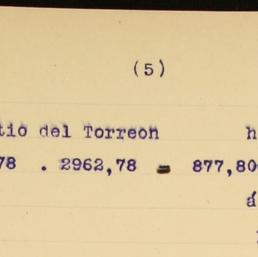 (5)
tio del Torreon h
78 . 2962,78 = 877,80
á